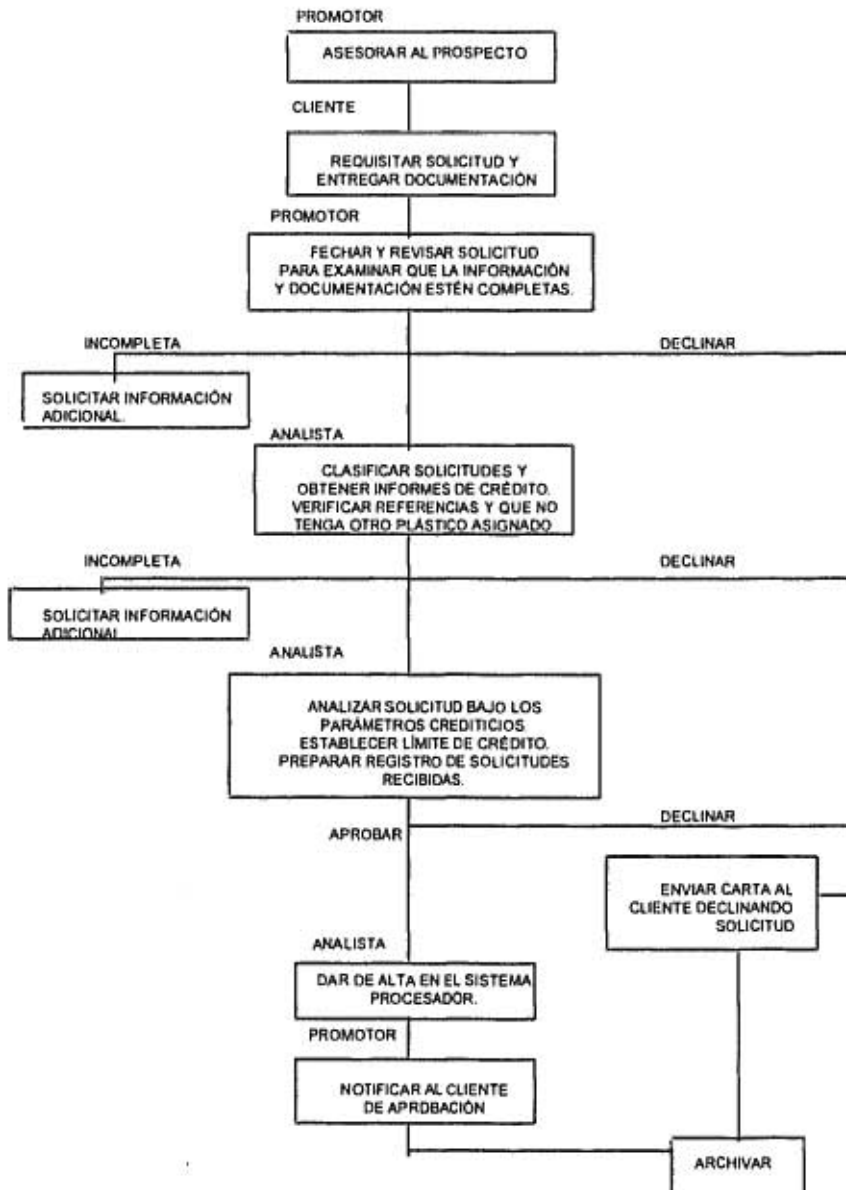 PROMOTOR
ASESORAR AL PROSPECTO
CLIENTE
REQUISITAR SOLICITUD Y
ENTREGAR DOCUMENTACIÓN
PROMOTOR
FECHAR Y REVISAR SOLICITUD
PARA EXAMINAR QUE LA INFORMACIÓN
Y DOCUMENTACIÓN ESTÉN COMPLETAS.
INCOMPLETA
DECLINAR
SOLICITAR INFORMACIÓN
ADICIONAL.
ANALISTA
CLASIFICAR SOLICITUDES Y
OBTENER INFORMES DE CRÉDITO.
VERIFICAR REFERENCIAS Y QUE NO
TENGA OTRO PLÁSTICO ASIGNADO
INCOMPLETA
DECLINAR
SOLICITAR INFORMACIÓN
ADICIONAL
ANALISTA
ANALIZAR SOLICITUD BAJO LOS
PARÁMETROS CREDITICIOS
ESTABLECER LÍMITE DE CRÉDITO.
PREPARAR REGISTRO DE SOLICITUDES
RECIBIDAS.
DECLINAR
APROBAR
ENVIAR CARTA AL
CLIENTE DECLINANDO
SOLICITUD
ANALISTA
DAR DE ALTA EN EL SISTEMA
PROCESADOR.
PROMOTOR
NOTIFICAR AL CLIENTE
DE APROBACIÓN
ARCHIVAR